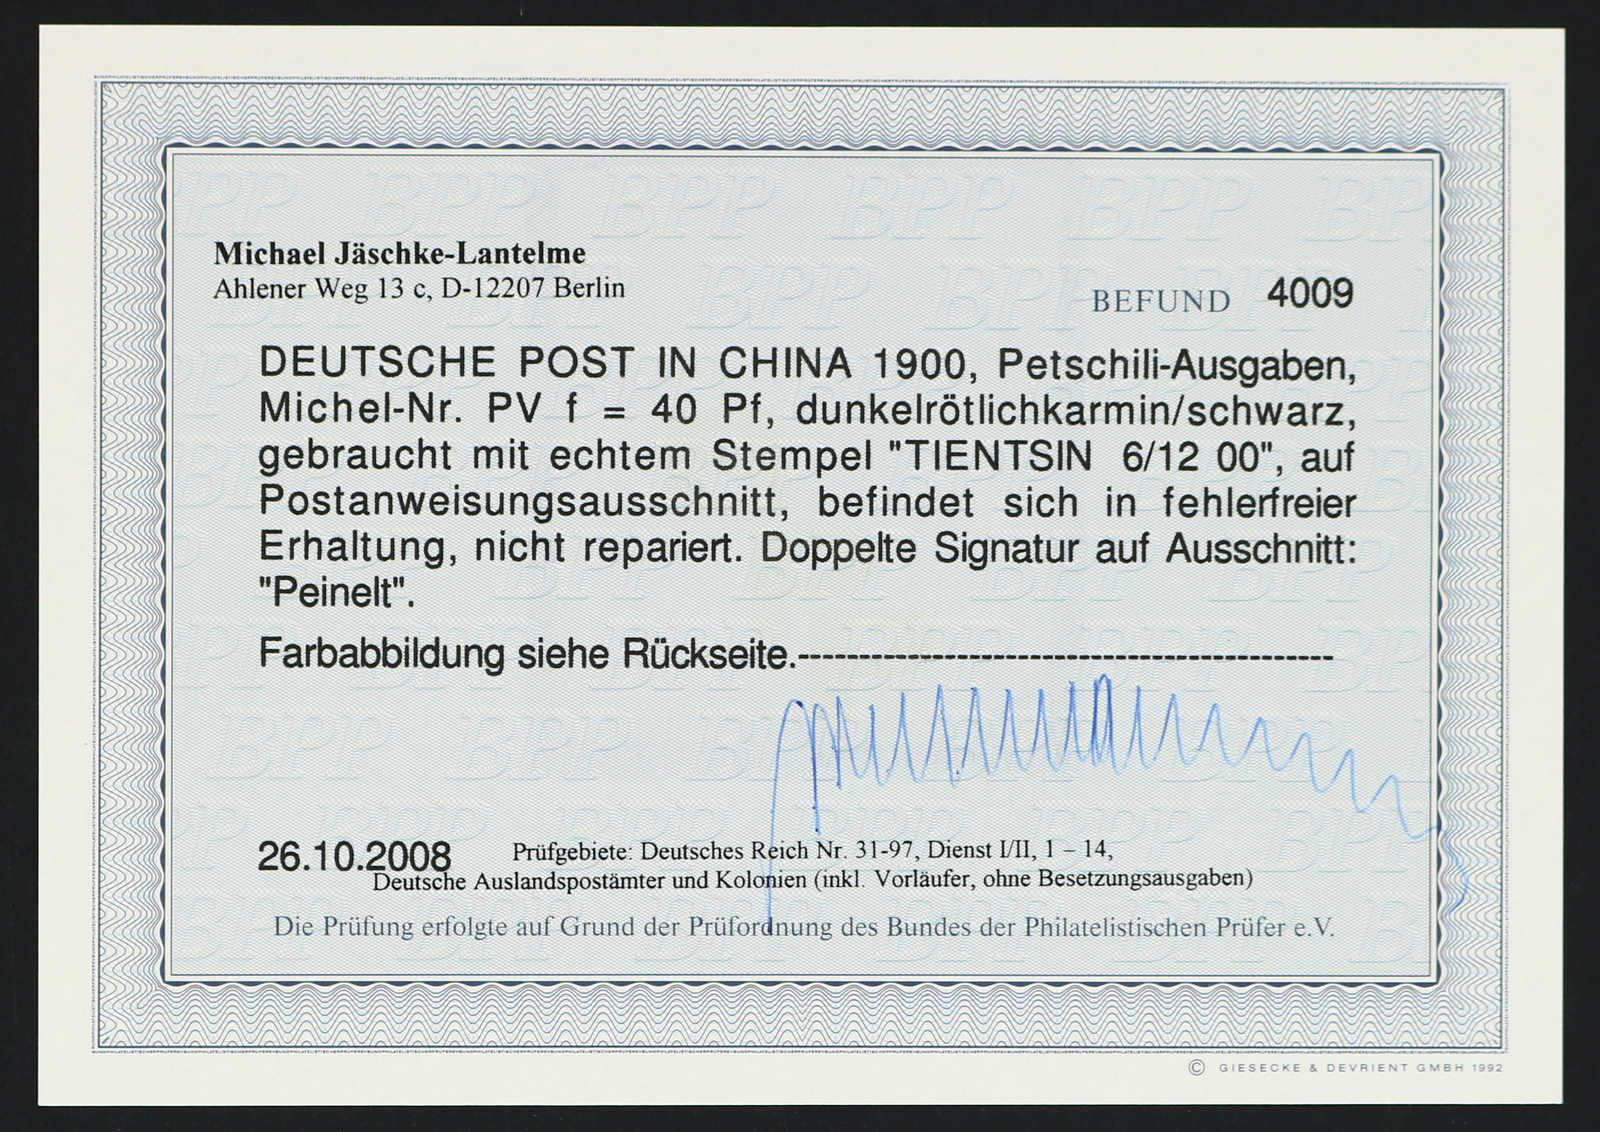 Michael Jäschke-Lantelme
Ahlener Weg 13 c, D-12207 Berlin
BEFUND 4009
DEUTSCHE POST IN CHINA 1900, Petschili-Ausgaben,
Michel-Nr. PV f = 40 Pf, dunkelrötlichkarmin/schwarz,
gebraucht mit echtem Stempel "TIENTSIN 6/12 00", auf
Postanweisungsausschnitt, befindet sich in fehlerfreier
Erhaltung, nicht repariert. Doppelte Signatur auf Ausschnitt:
"Peinelt".
Farbabbildung siehe Rückseite.--------------------------------------------
26.10.2008 Prüfgebiete: Deutsches Reich Nr. 31-97, Dienst I/II, 1 – 14,
Deutsche Auslandspostämter und Kolonien (inkl. Vorläufer, ohne Besetzungsausgaben)
Die Prüfung erfolgte auf Grund der Prüfordnung des Bundes der Philatelistischen Prüfer e.V.
© GIESECKE & DEVRIENT GMBH 1992